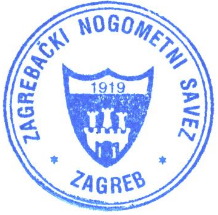 ZAGREBAČKI NOGOMETNI SAVEZ
1919
* ZAGREB *